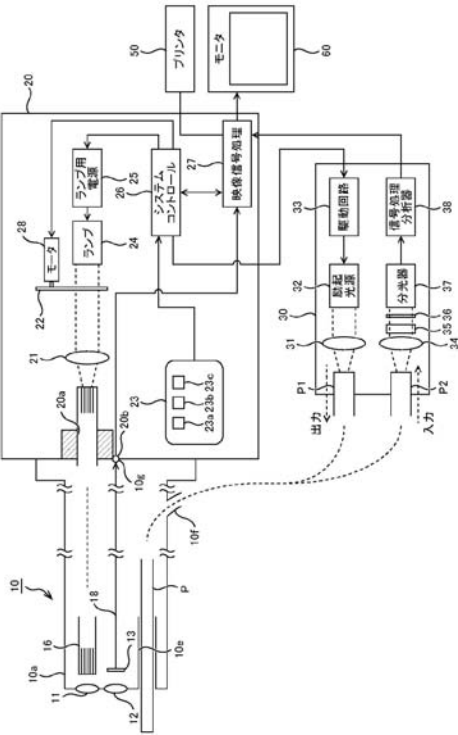 10
10a
16
11
12
13
18
10e
P
10f
20a
20b
10g
20
21
22
28
モータ
24
ランプ
25
ランプ用
電源
26
システム
コントロール
27
映像信号処理
23
23a
23b
23c
50
プリンタ
60
モニタ
30
31
32
励起
光源
33
駆動回路
34
35
36
37
分光器
38
信号処理
分析器
P1
P2
出力
入力